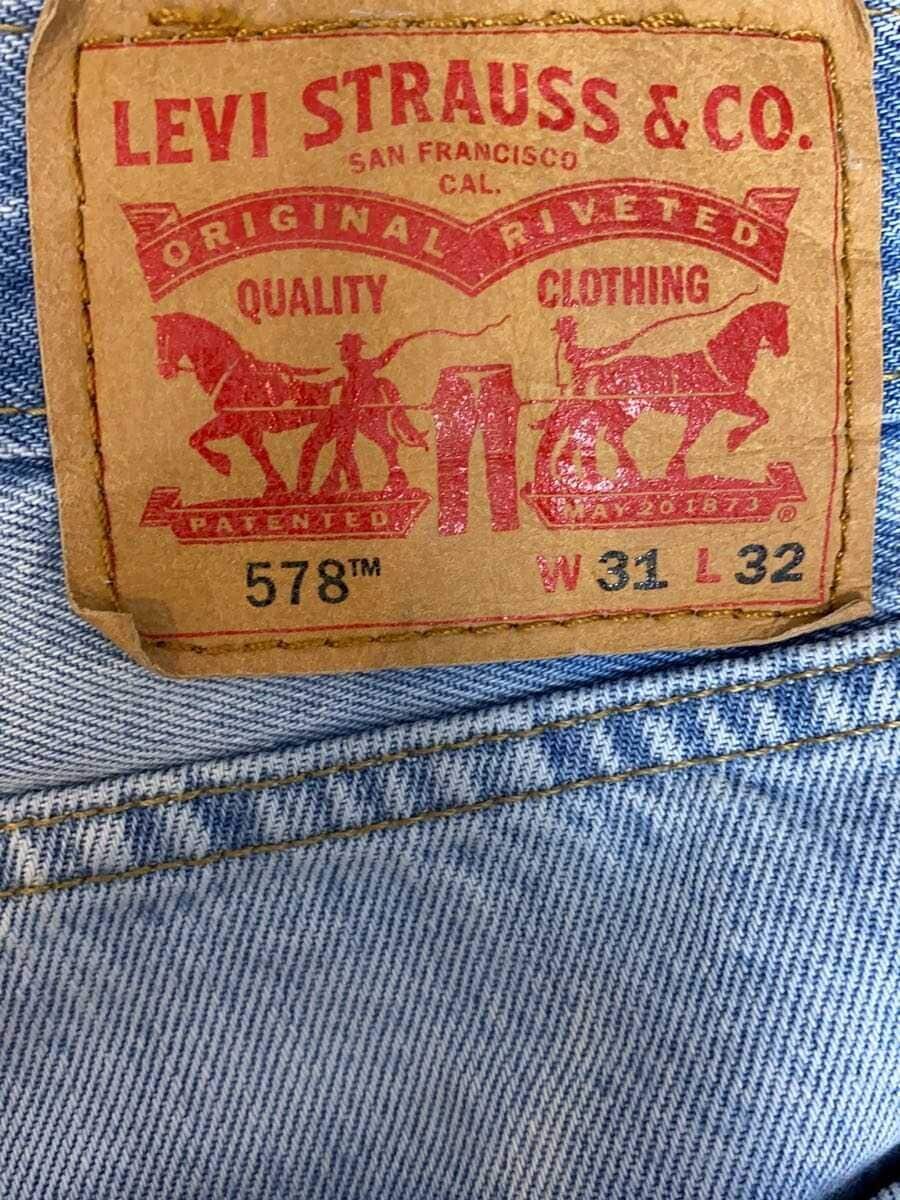 LEVI STRAUSS & CO.
SAN FRANCISCO
CAL.
ORIGINAL RIVETED
QUALITY CLOTHING
PATENTED MAY 20 1873 ®
578™ W 31 L 32